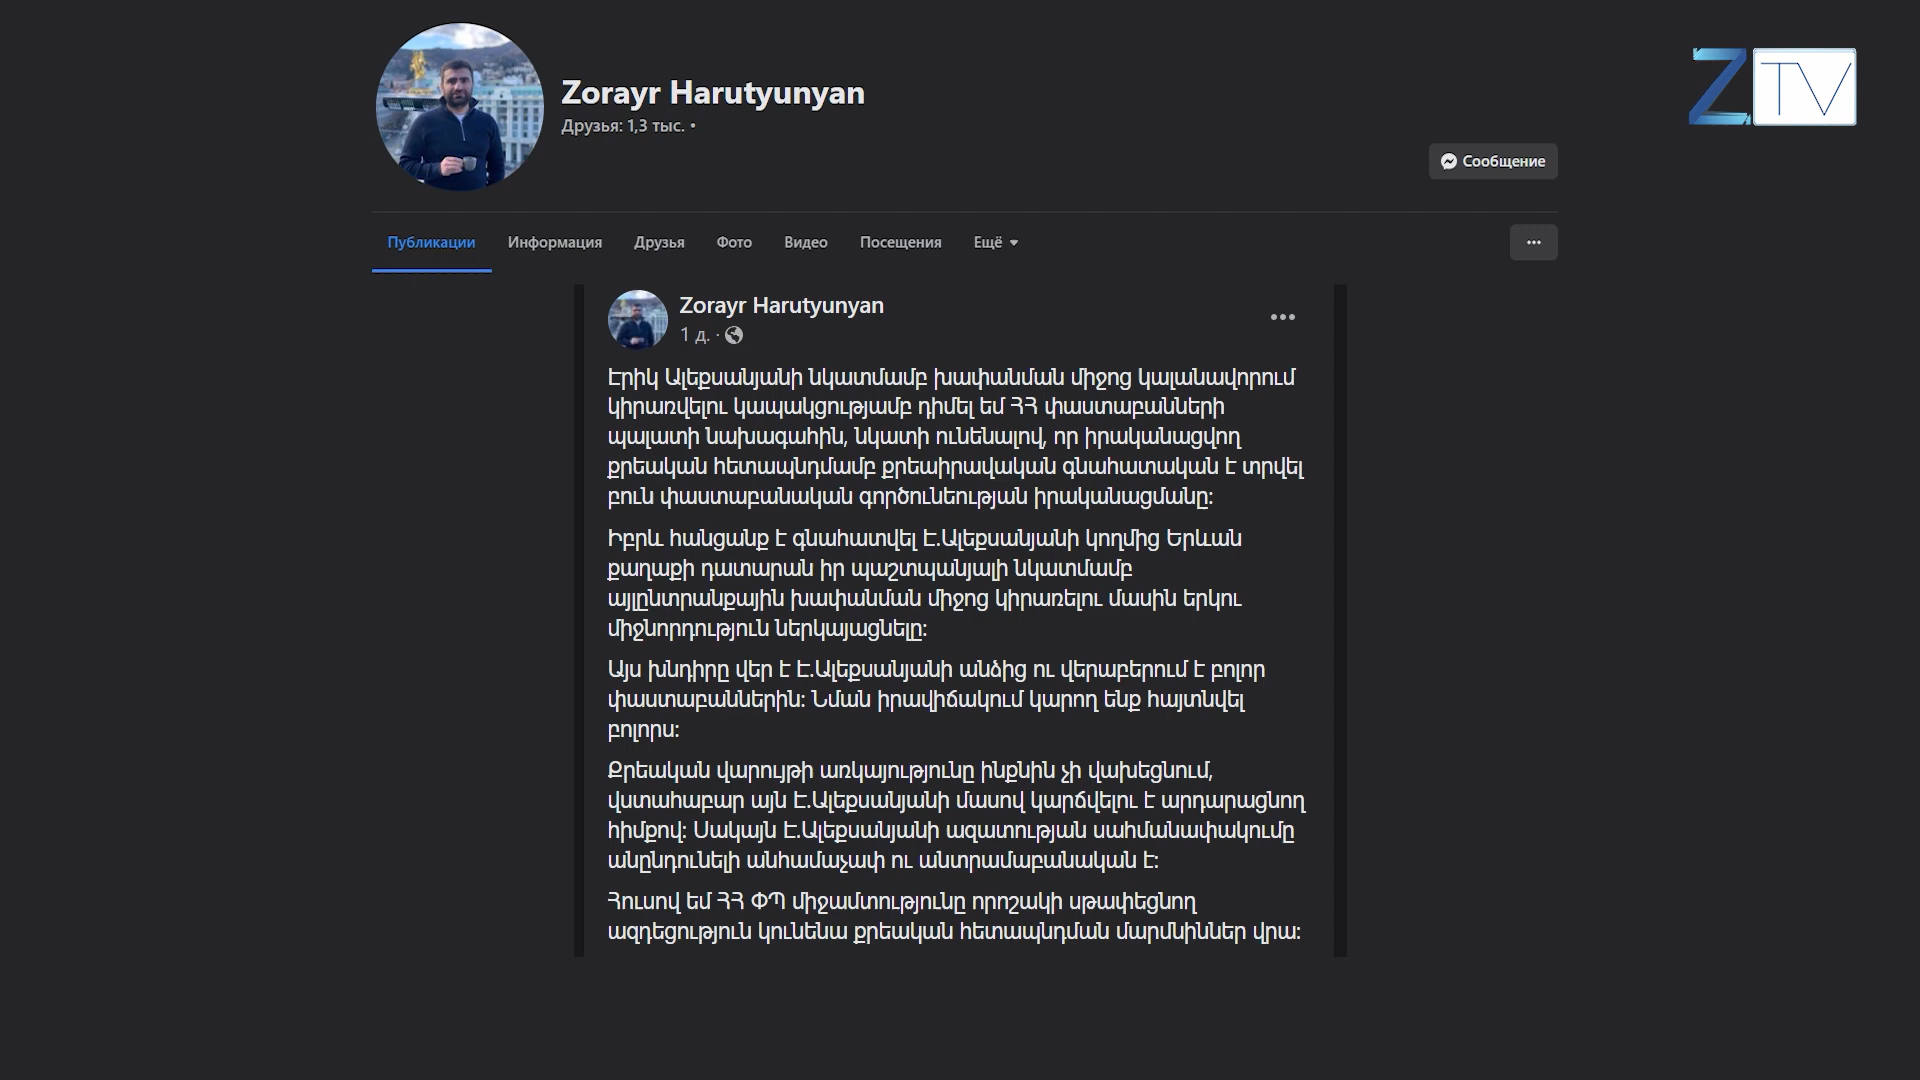 Zorayr Harutyunyan
Друзья: 1,3 тыс. •
ZTV
Сообщение
Публикации Информация Друзья Фото Видео Посещения Ещё
Zorayr Harutyunyan
1 д. ·
Էրիկ Ալեքսանյանի նկատմամբ խափանման միջոց կալանավորում
կիրառվելու կապակցությամբ դիմել եմ ՀՀ փաստաբանների
պալատի նախագահին, նկատի ունենալով, որ իրականացվող
քրեական հետապնդմամբ քրեաիրավական գնահատական է տրվել
բուն փաստաբանական գործունեության իրականացմանը։
Իբրև հանցանք է գնահատվել Է.Ալեքսանյանի կողմից Երևան
քաղաքի դատարան իր պաշտպանյալի նկատմամբ
այլընտրանքային խափանման միջոց կիրառելու մասին երկու
միջնորդություն ներկայացնելը։
Այս խնդիրը վեր է Է.Ալեքսանյանի անձից ու վերաբերում է բոլոր
փաստաբաններին։ Նման իրավիճակում կարող ենք հայտնվել
բոլորս։
Քրեական վարույթի առկայությունը ինքնին չի վախեցնում,
վստահաբար այն Է.Ալեքսանյանի մասով կարճվելու է արդարացնող
հիմքով։ Սակայն Է.Ալեքսանյանի ազատության սահմանափակումը
անընդունելի անհամաչափ ու անտրամաբանական է։
Հուսով եմ ՀՀ ՓՊ միջամտությունը որոշակի սթափեցնող
ազդեցություն կունենա քրեական հետապնդման մարմնիններ վրա։